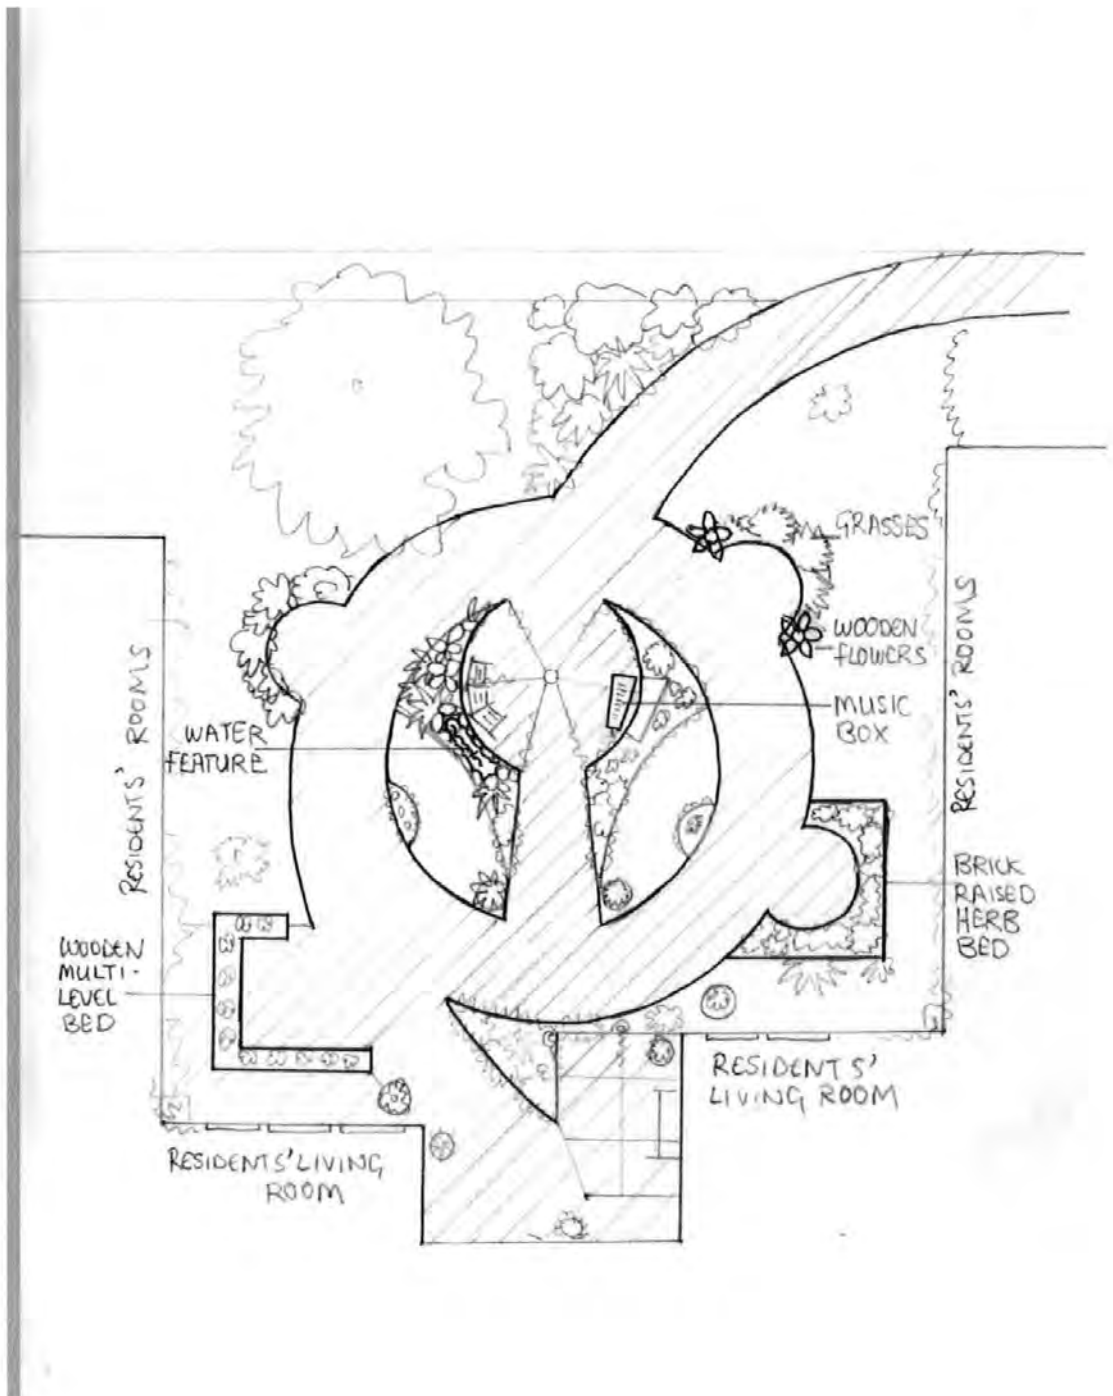 GRASSES
WOODEN
FLOWERS
MUSIC
BOX
WATER
FEATURE
RESIDENTS' ROOMS
RESIDENTS' ROOMS
BRICK
RAISED
HERB
BED
WOODEN
MULTI-
LEVEL
BED
RESIDENTS'
LIVING ROOM
RESIDENTS' LIVING
ROOM